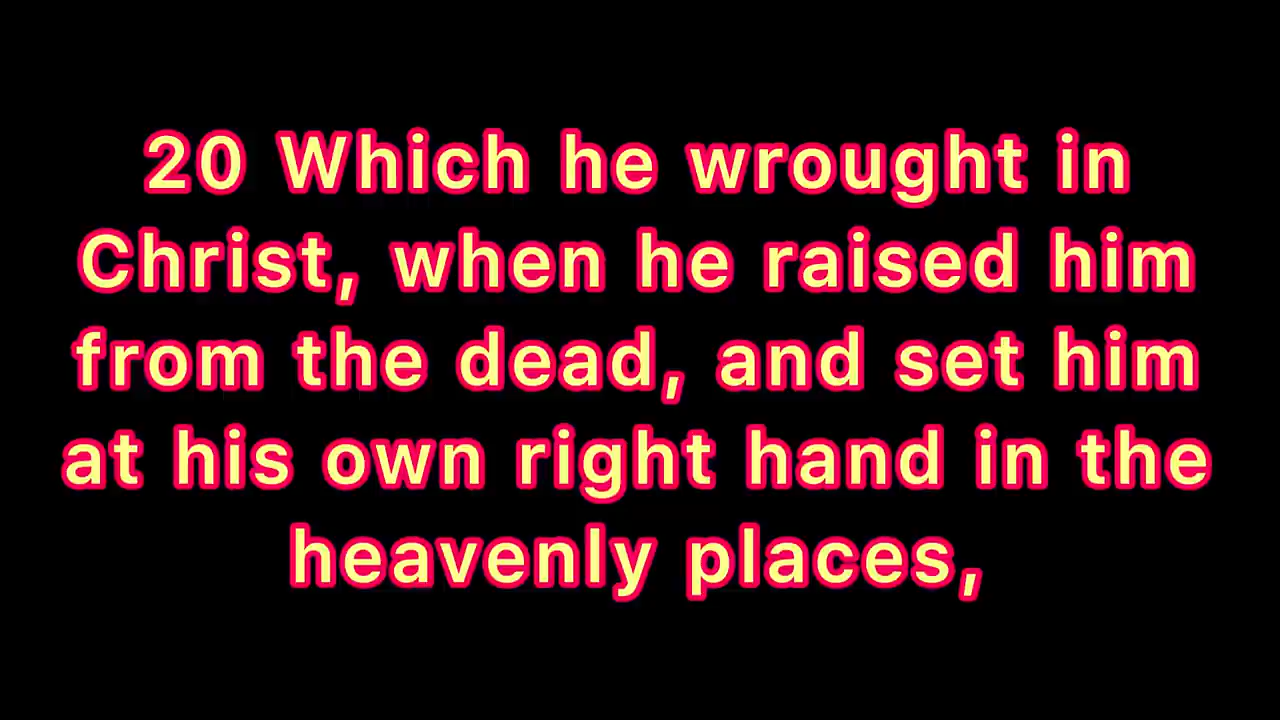 20 Which he wrought in
Christ, when he raised him
from the dead, and set him
at his own right hand in the
heavenly places,